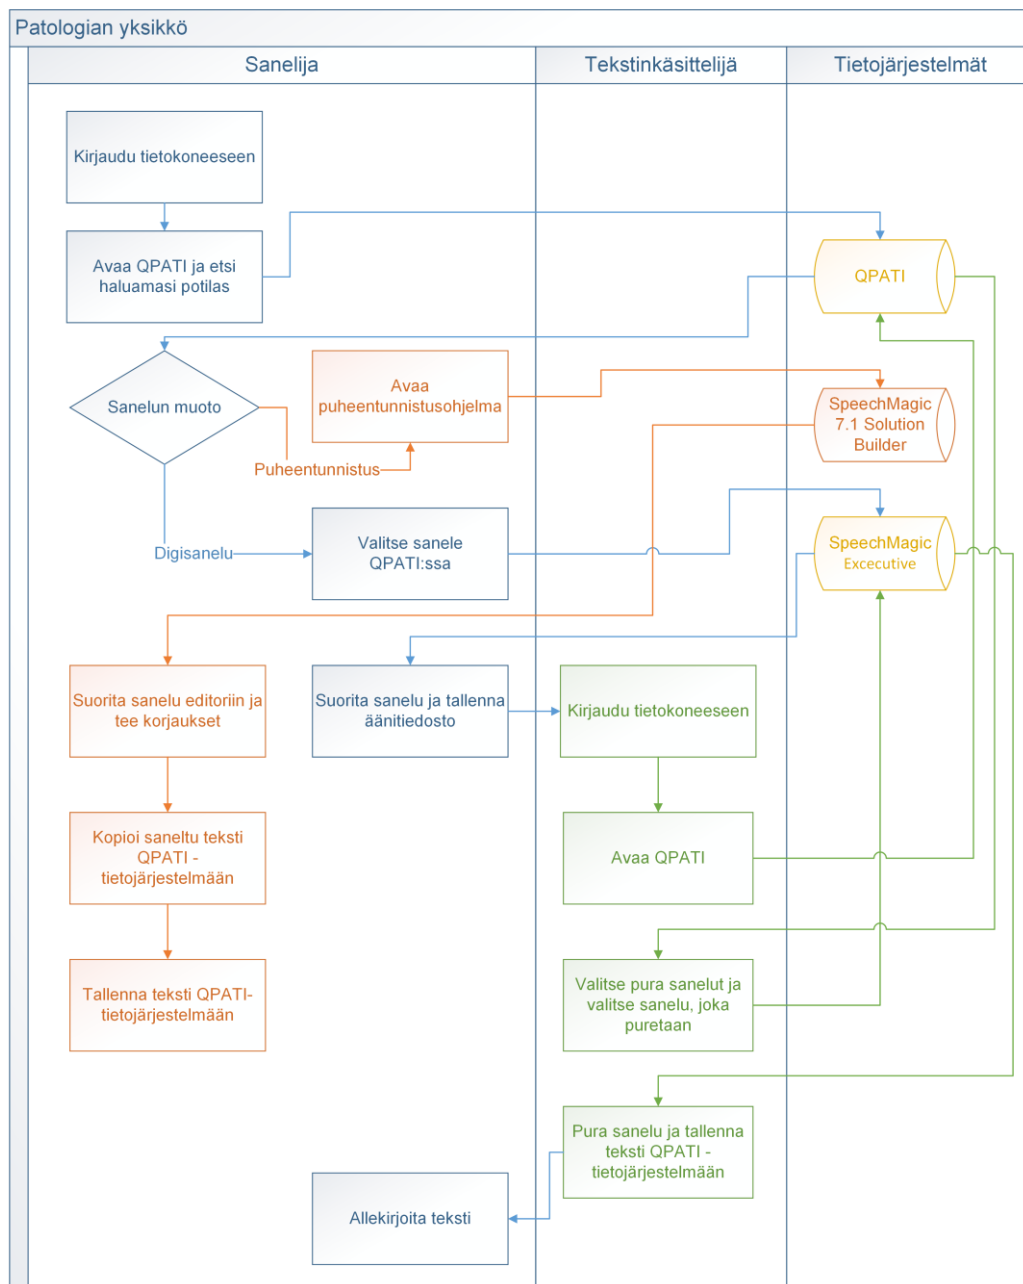 Patologian yksikkö
Sanelija
Tekstinkäsittelijä
Tietojärjestelmät
Kirjaudu tietokoneeseen
Avaa QPATI ja etsi
haluamasi potilas
QPATI
Sanelun muoto
Avaa
puheentunnistusohjelma
SpeechMagic
7.1 Solution
Builder
Puheentunnistus
Digisanelu
Valitse sanele
QPATI:ssa
SpeechMagic
Excecutive
Suorita sanelu editoriin ja
tee korjaukset
Suorita sanelu ja tallenna
äänitiedosto
Kirjaudu tietokoneeseen
Kopioi saneltu teksti
QPATI -
tietojärjestelmään
Avaa QPATI
Tallenna teksti QPATI-
tietojärjestelmään
Valitse pura sanelut ja
valitse sanelu, joka
puretaan
Pura sanelu ja tallenna
teksti QPATI -
tietojärjestelmään
Allekirjoita teksti